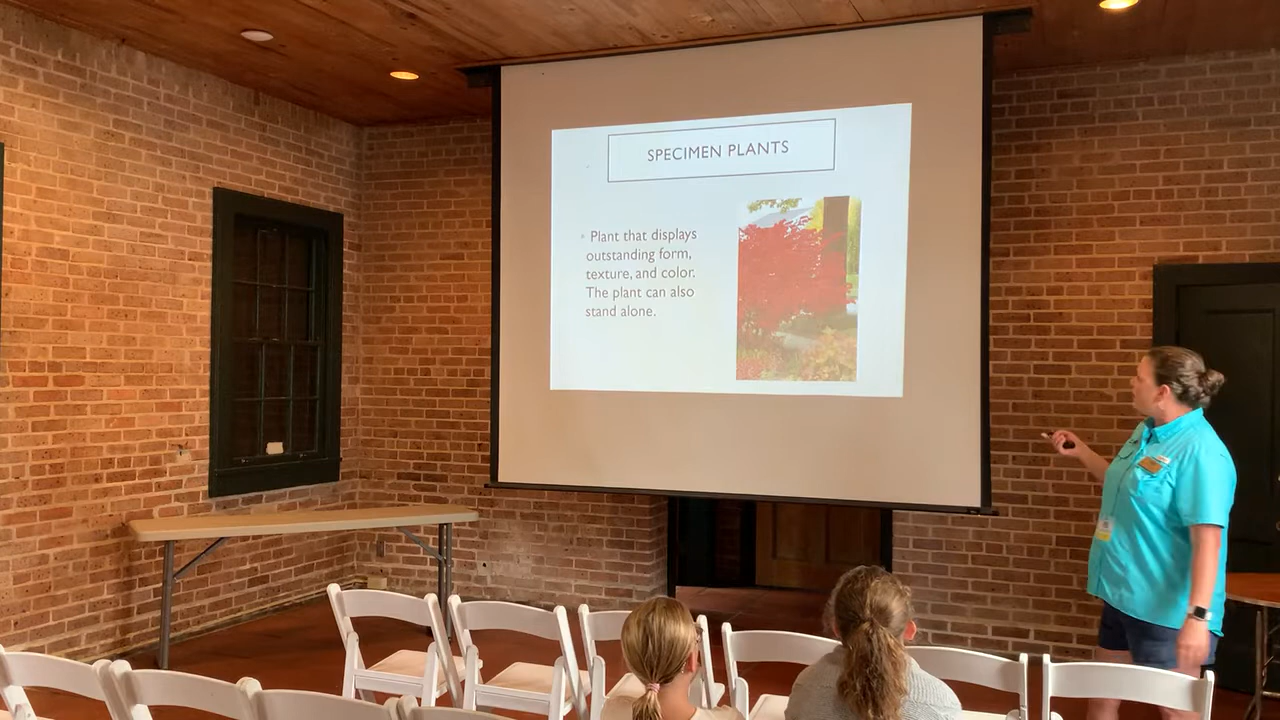 SPECIMEN PLANTS
• Plant that displays
outstanding form,
texture, and color.
The plant can also
stand alone.